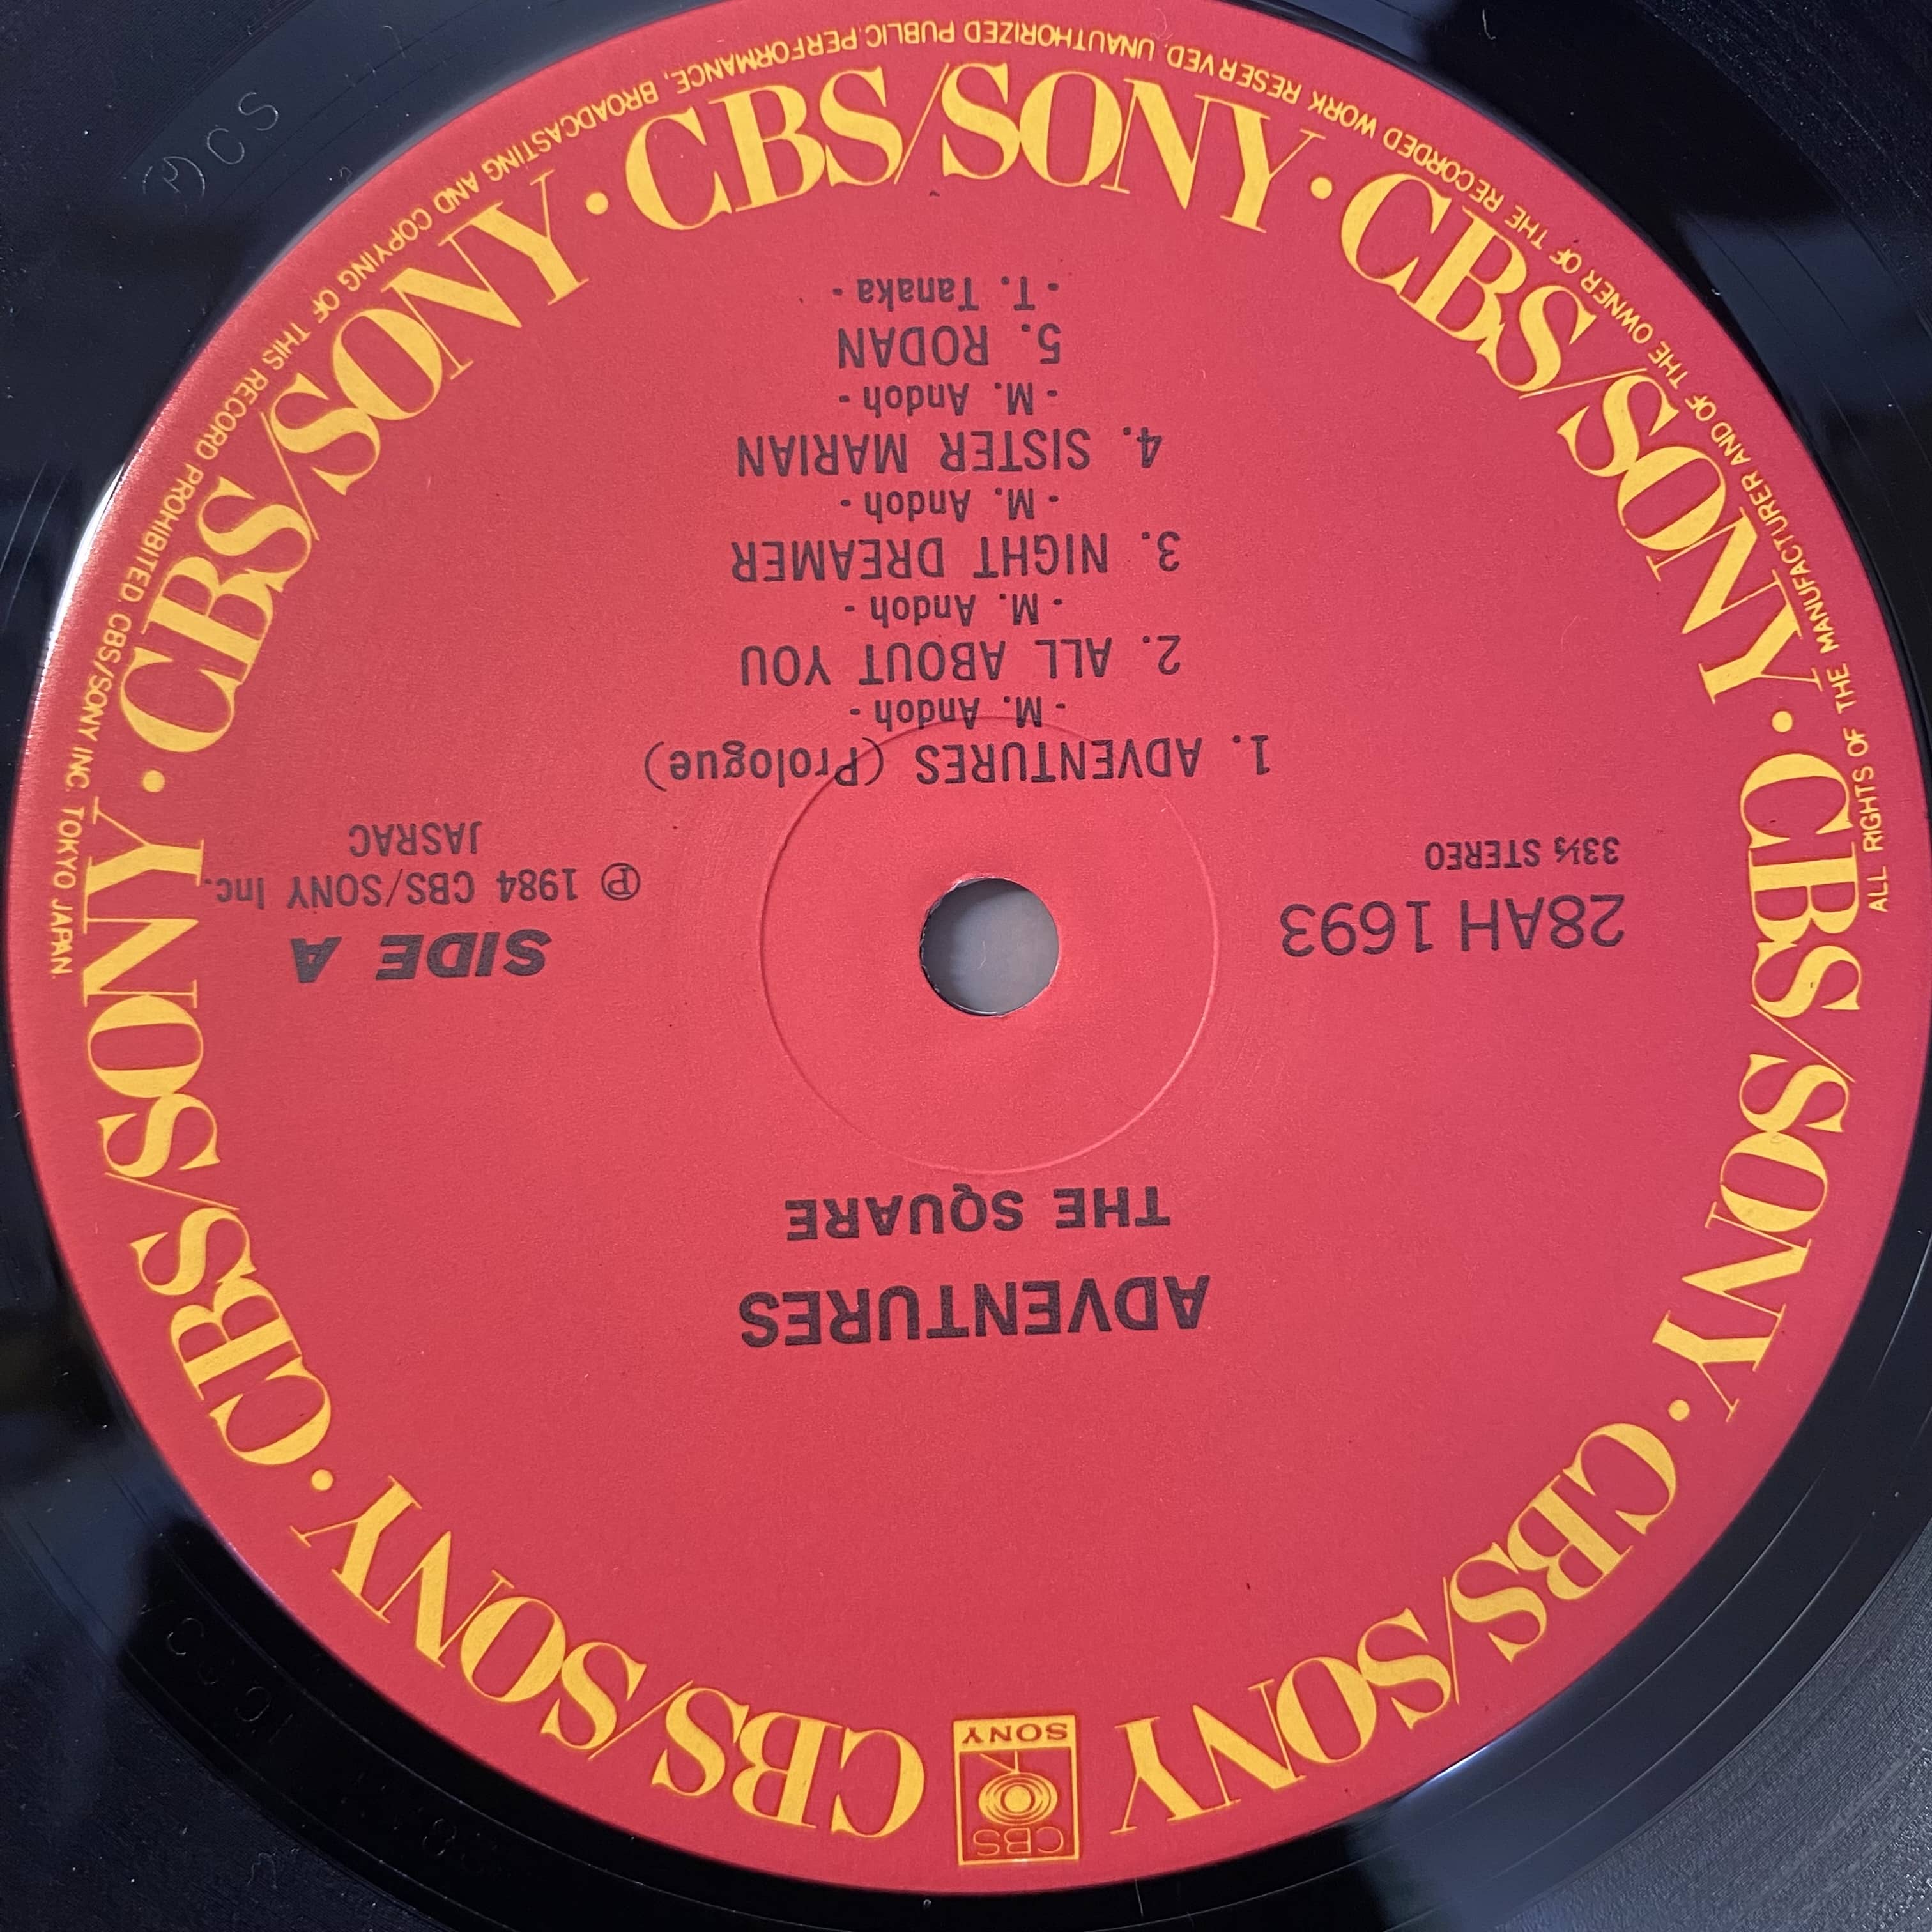 CBS
SONY
CBS/SONY · CBS/SONY · CBS/SONY · CBS/SONY · CBS/SONY · CBS/SONY · CBS/SONY
ADVENTURES
THE SQUARE
28AH 1693
33⅓ STEREO
SIDE A
Ⓟ 1984 CBS/SONY Inc.
JASRAC
1. ADVENTURES (Prologue)
- M. Andoh -
2. ALL ABOUT YOU
- M. Andoh -
3. NIGHT DREAMER
- M. Andoh -
4. SISTER MARIAN
- M. Andoh -
5. RODAN
- T. Tanaka -
ALL RIGHTS OF THE MANUFACTURER AND OF THE OWNER OF THE RECORDED WORK RESERVED. UNAUTHORIZED PUBLIC PERFORMANCE, BROADCASTING AND COPYING OF THIS RECORD PROHIBITED. CBS/SONY INC. TOKYO JAPAN.